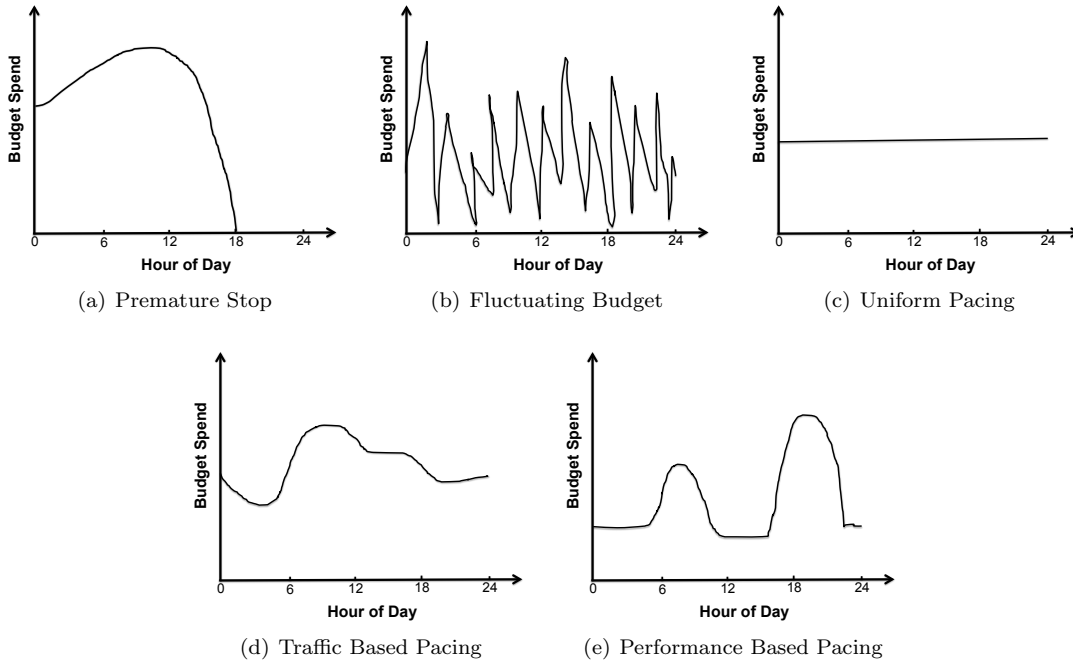 Budget Spend
0 6 12 18 24
Hour of Day
(a) Premature Stop
Budget Spend
0 6 12 18 24
Hour of Day
(b) Fluctuating Budget
Budget Spend
0 6 12 18 24
Hour of Day
(c) Uniform Pacing
Budget Spend
0 6 12 18 24
Hour of Day
(d) Traffic Based Pacing
Budget Spend
0 6 12 18 24
Hour of Day
(e) Performance Based Pacing